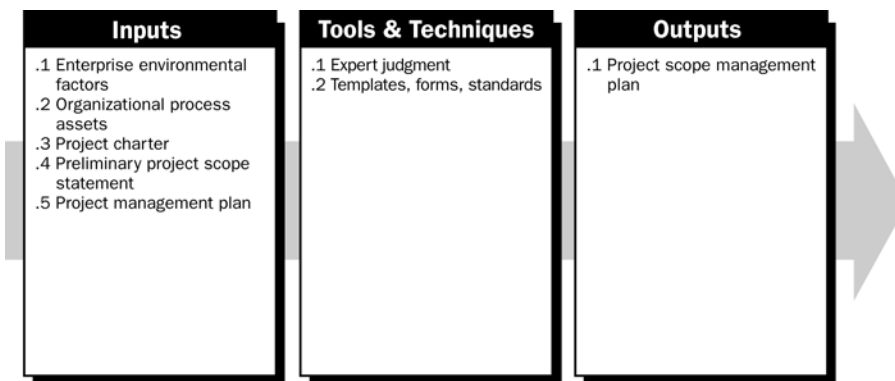 Inputs
.1 Enterprise environmental
factors
.2 Organizational process
assets
.3 Project charter
.4 Preliminary project scope
statement
.5 Project management plan
Tools & Techniques
.1 Expert judgment
.2 Templates, forms, standards
Outputs
.1 Project scope management
plan